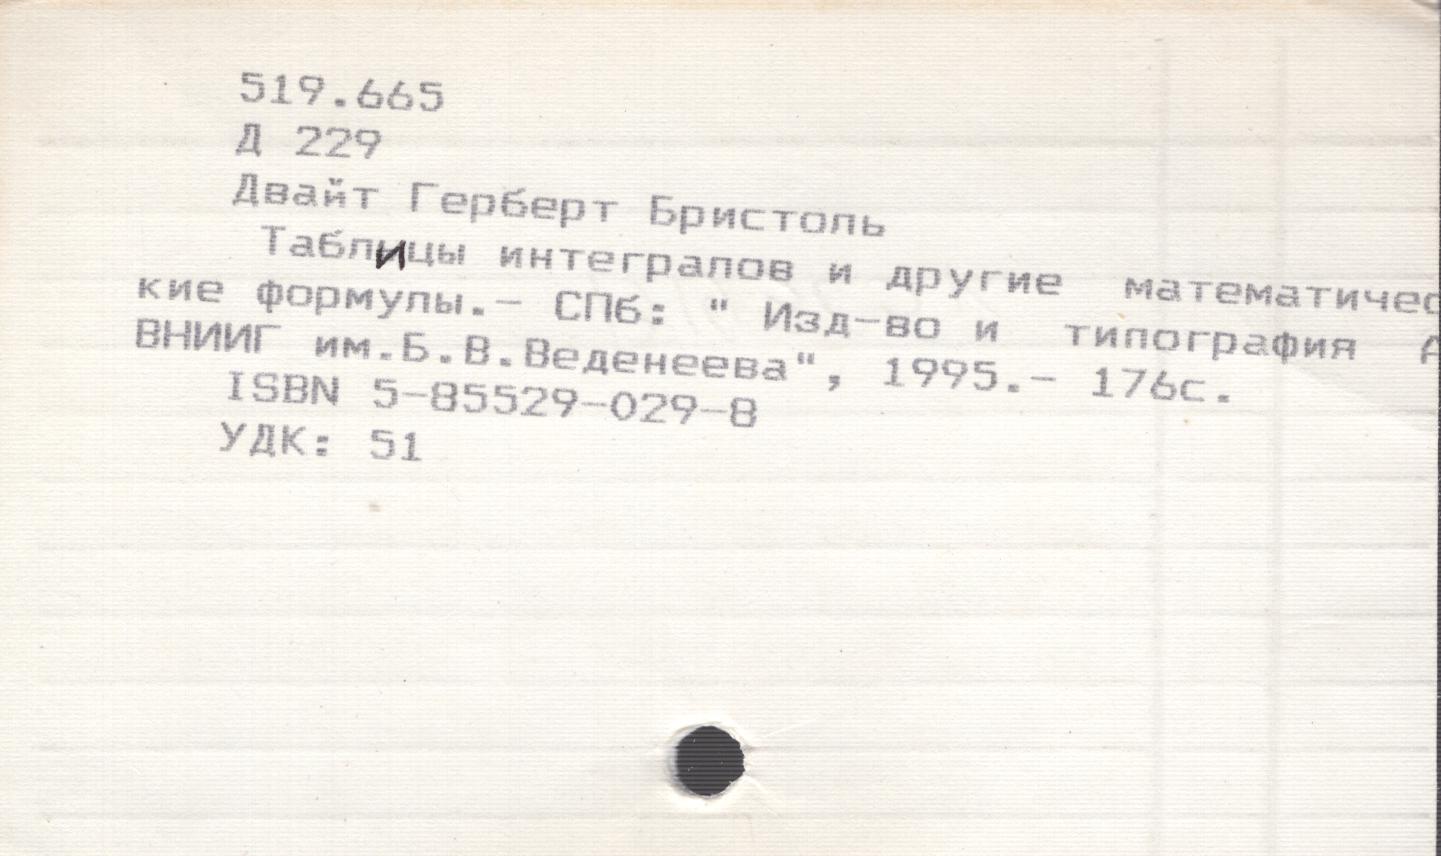 519.665
Д 229
Двайт Герберт Бристоль
Таблицы интегралов и другие математичес
кие формулы.- СПб: " Изд-во и типография А
ВНИИГ им.Б.В.Веденеева", 1995.- 176с.
ISBN 5-85529-029-8
УДК: 51